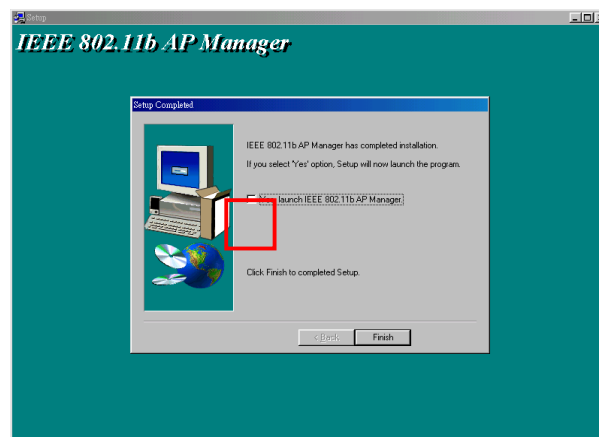 Setup
IEEE 802.11b AP Manager
Setup Completed
IEEE 802.11b AP Manager has completed installation.
If you select "Yes" option, Setup will now launch the program.
launch IEEE 802.11b AP Manager.
Click Finish to completed Setup.
< Back
Finish